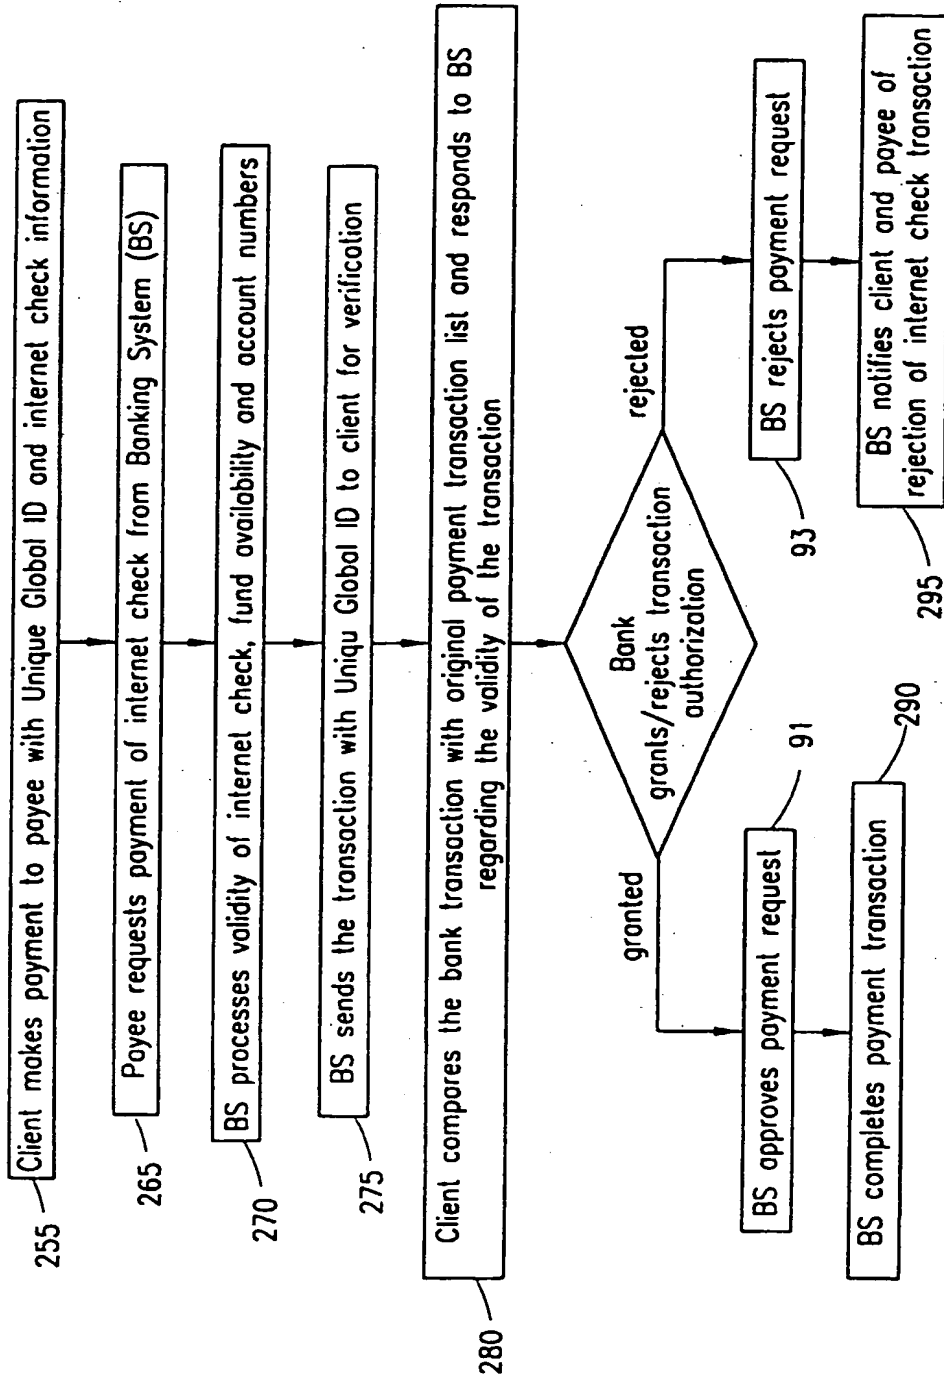 Client makes payment to payee with Unique Global ID and internet check information
255
Payee requests payment of internet check from Banking System (BS)
265
BS processes validity of internet check, fund availability and account numbers
270
BS sends the transaction with Uniqu Global ID to client for verification
275
Client compares the bank transaction with original payment transaction list and responds to BS
regarding the validity of the transaction
280
Bank
grants/rejects transaction
authorization
granted
rejected
BS approves payment request
91
BS rejects payment request
93
BS completes payment transaction
290
BS notifies client and payee of
rejection of internet check transaction
295